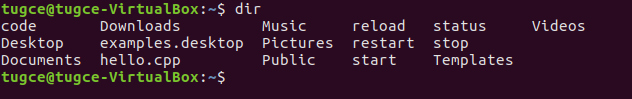 tugce@tugce-VirtualBox:~$ dir
code Downloads Music reload status Videos
Desktop examples.desktop Pictures restart stop
Documents hello.cpp Public start Templates
tugce@tugce-VirtualBox:~$